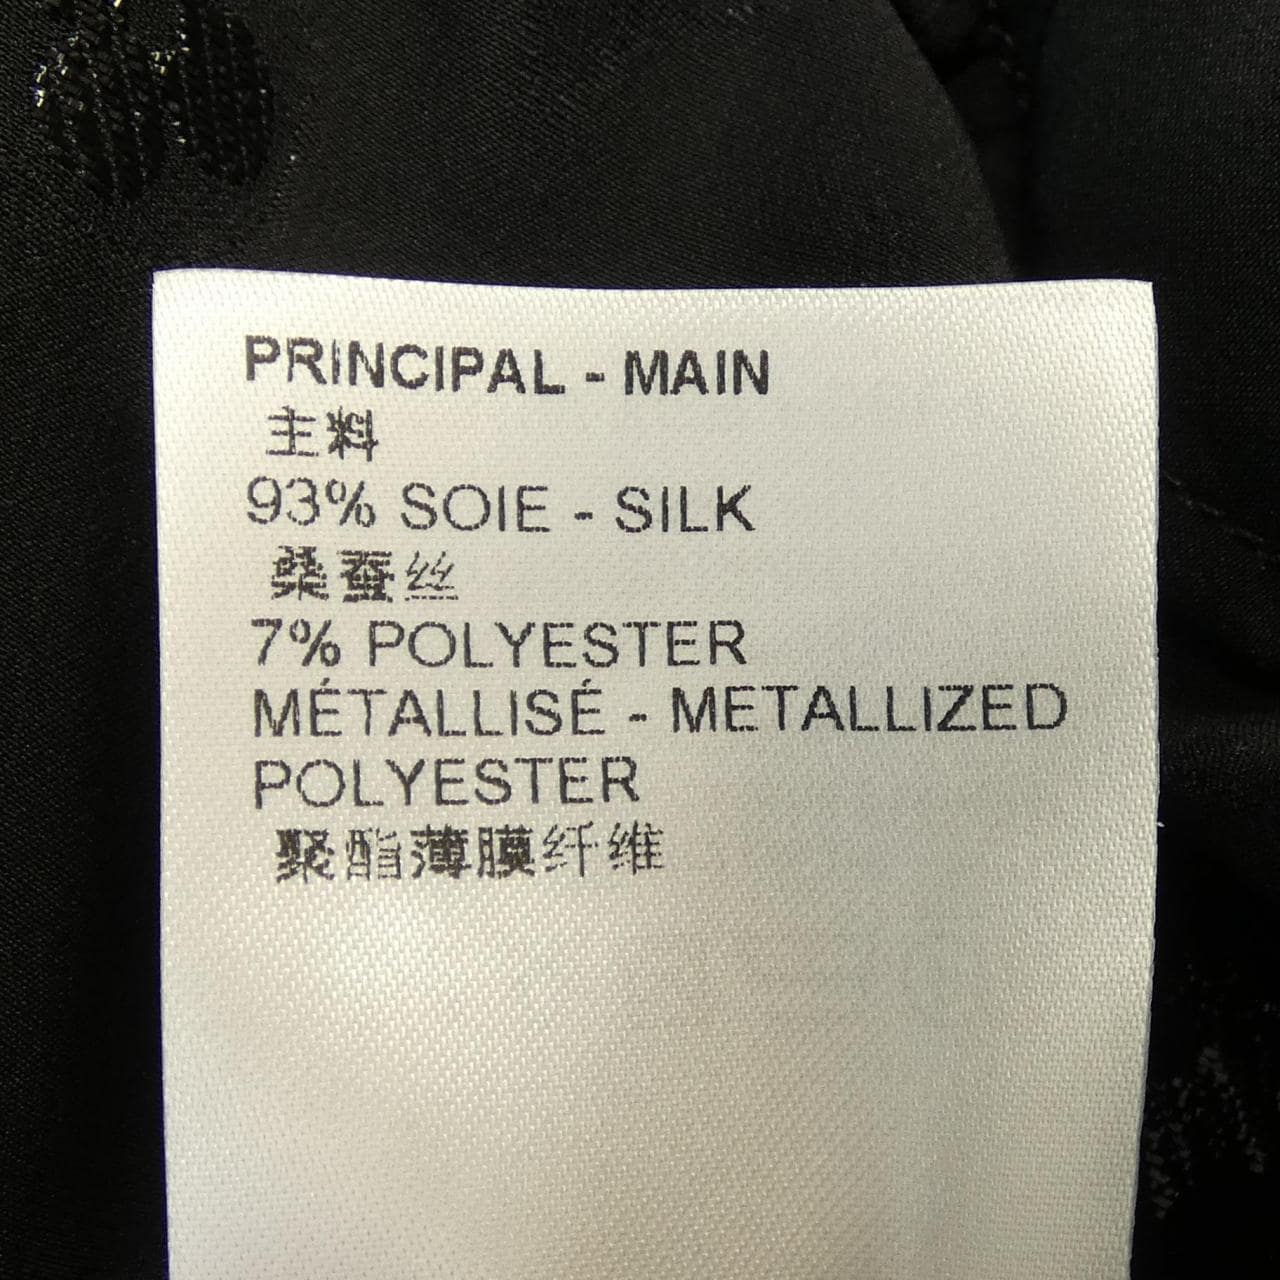 PRINCIPAL - MAIN
主料
93% SOIE - SILK
桑蚕丝
7% POLYESTER
MÉTALLISÉ - METALLIZED
POLYESTER
聚酯薄膜纤维